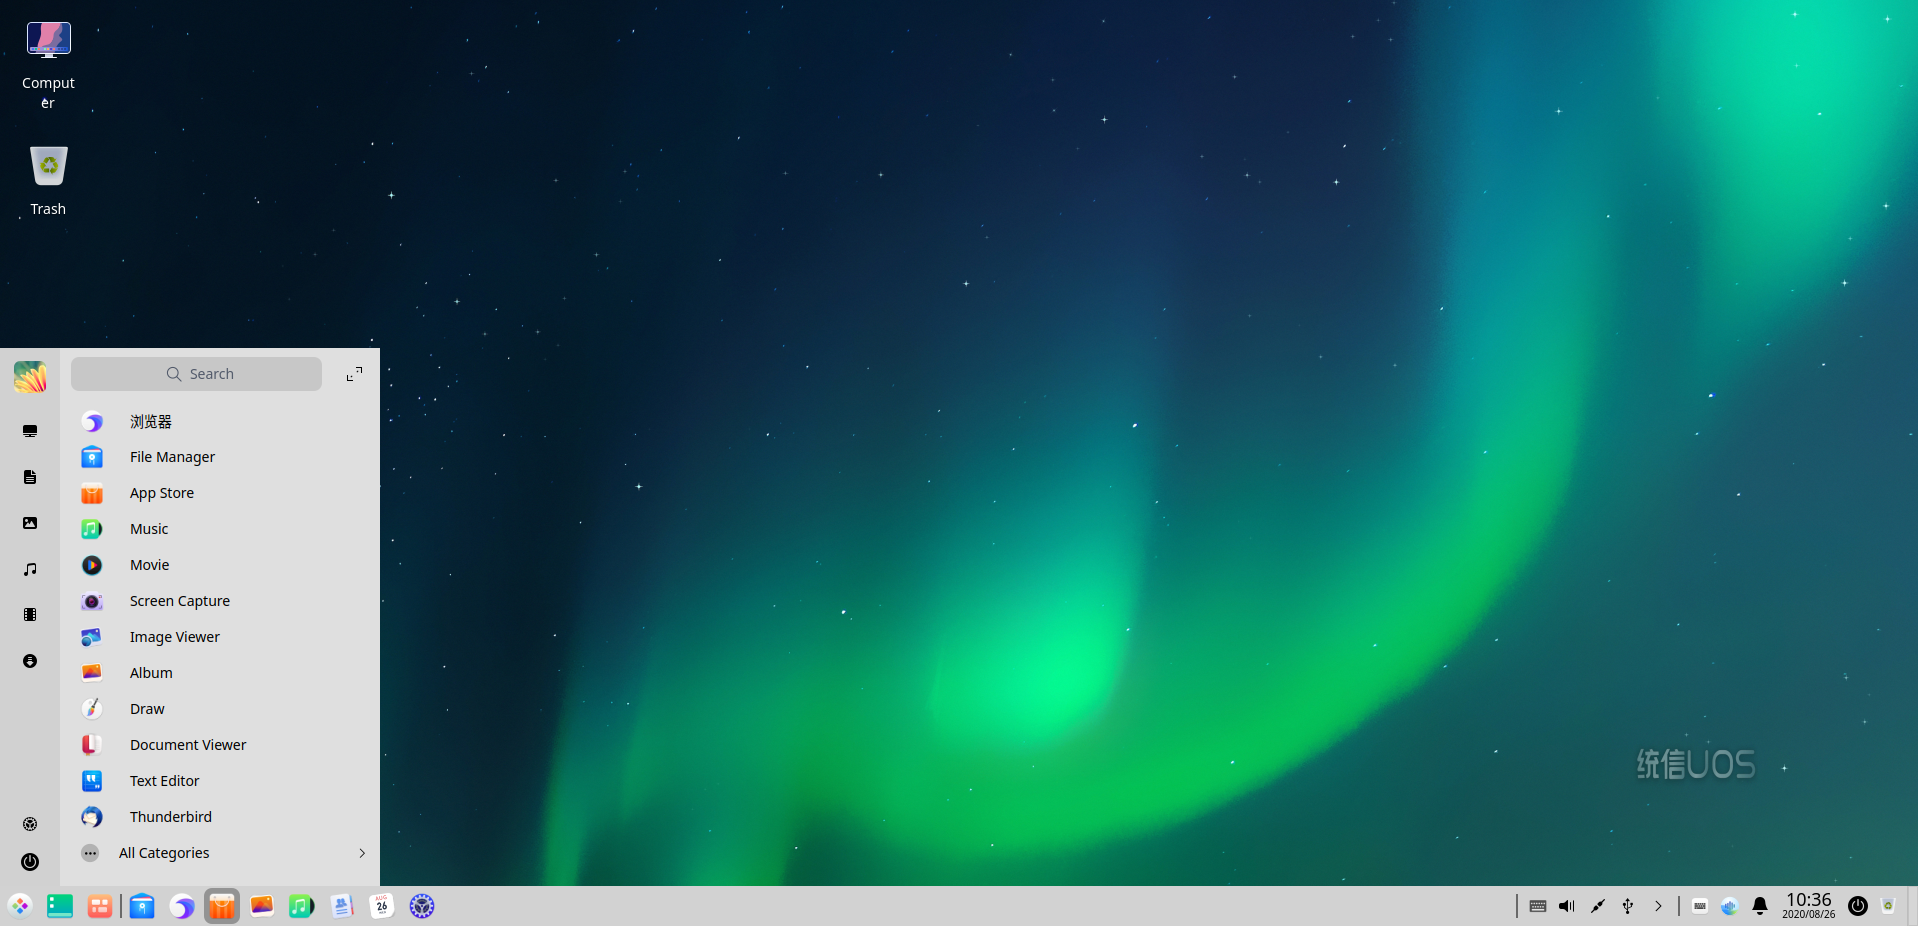 Comput
er
Trash
Search
浏览器
File Manager
App Store
Music
Movie
Screen Capture
Image Viewer
Album
Draw
Document Viewer
Text Editor
Thunderbird
All Categories
统信UOS
AUG
26
10:36
2020/08/26